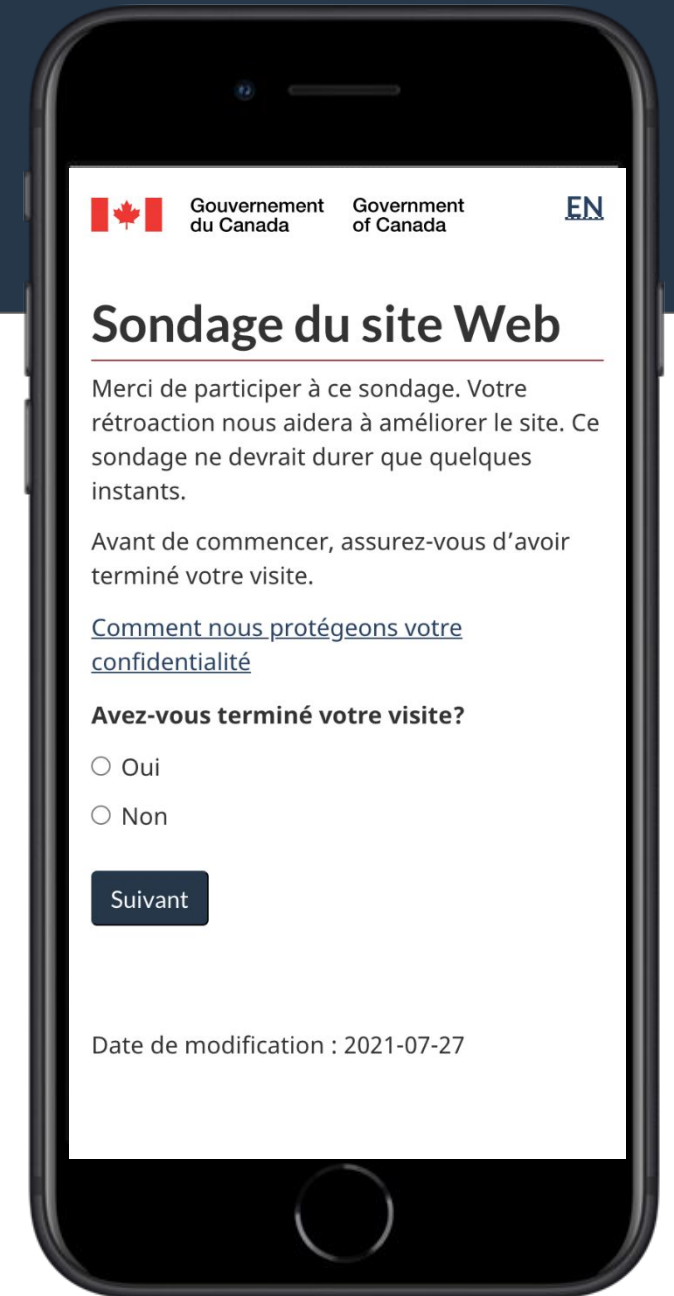 Gouvernement du Canada
Government of Canada
EN
Sondage du site Web
Merci de participer à ce sondage. Votre
rétroaction nous aidera à améliorer le site. Ce
sondage ne devrait durer que quelques
instants.
Avant de commencer, assurez-vous d’avoir
terminé votre visite.
Comment nous protégeons votre
confidentialité
Avez-vous terminé votre visite?
Oui
Non
Suivant
Date de modification : 2021-07-27